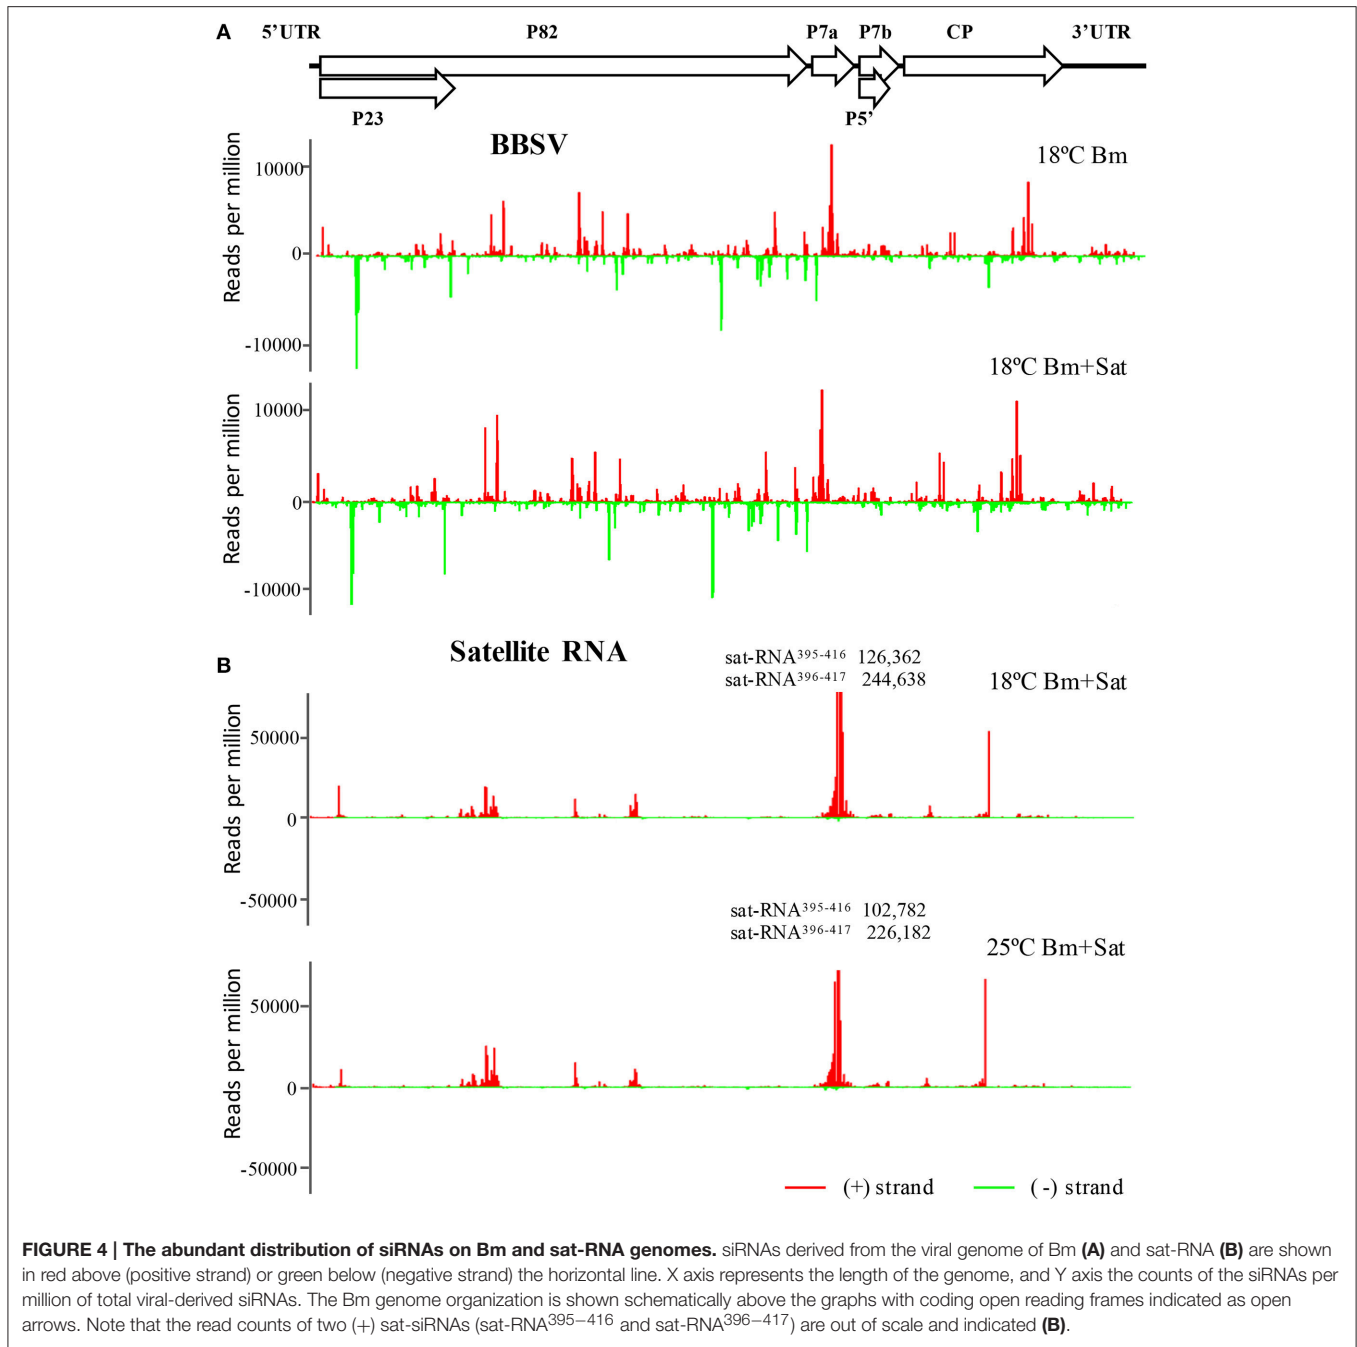 A
5'UTR P82 P7a P7b CP 3'UTR
P23 P5'
BBSV
18ºC Bm
Reads per million
10000
0
-10000
18ºC Bm+Sat
Reads per million
10000
0
-10000
B
Satellite RNA
sat-RNA395-416 126,362
sat-RNA396-417 244,638
18ºC Bm+Sat
Reads per million
50000
0
-50000
sat-RNA395-416 102,782
sat-RNA396-417 226,182
25ºC Bm+Sat
Reads per million
50000
0
-50000
(+) strand (-) strand
FIGURE 4 | The abundant distribution of siRNAs on Bm and sat-RNA genomes. siRNAs derived from the viral genome of Bm (A) and sat-RNA (B) are shown
in red above (positive strand) or green below (negative strand) the horizontal line. X axis represents the length of the genome, and Y axis the counts of the siRNAs per
million of total viral-derived siRNAs. The Bm genome organization is shown schematically above the graphs with coding open reading frames indicated as open
arrows. Note that the read counts of two (+) sat-siRNAs (sat-RNA395−416 and sat-RNA396−417) are out of scale and indicated (B).